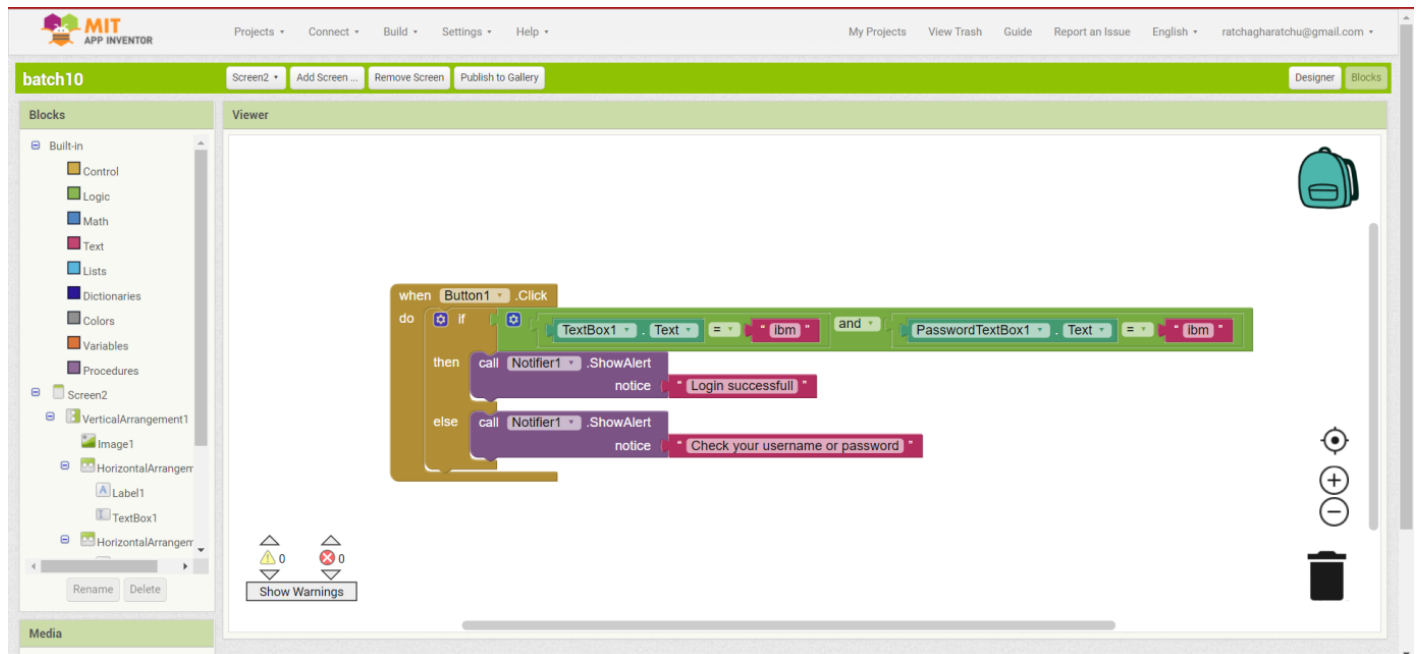 MIT
APP INVENTOR
Projects Connect Build Settings Help My Projects View Trash Guide Report an Issue English ratchagharatchu@gmail.com
batch10 Screen2 Add Screen ... Remove Screen Publish to Gallery Designer Blocks
Blocks Viewer
Built-in
Control
Logic
Math
Text
Lists
Dictionaries
Colors
Variables
Procedures
Screen2
VerticalArrangement1
Image1
HorizontalArrangem
Label1
TextBox1
HorizontalArrangem
Rename Delete
Media
when Button1 .Click
do if TextBox1 . Text = " ibm " and PasswordTextBox1 . Text = " ibm "
then call Notifier1 .ShowAlert
notice " Login successfull "
else call Notifier1 .ShowAlert
notice " Check your username or password "
0 0
Show Warnings